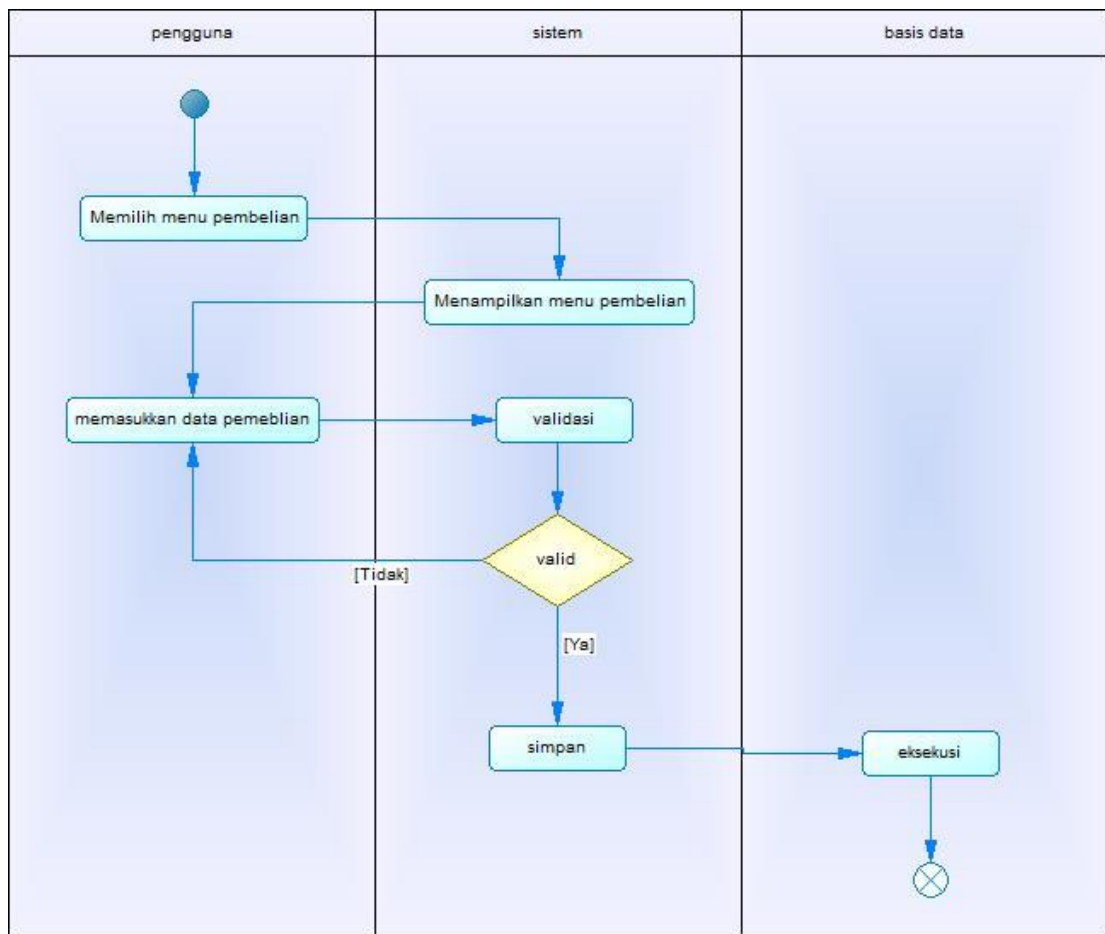 pengguna
sistem
basis data
Memilih menu pembelian
Menampilkan menu pembelian
memasukkan data pemeblian
validasi
valid
[Tidak]
[Ya]
simpan
eksekusi